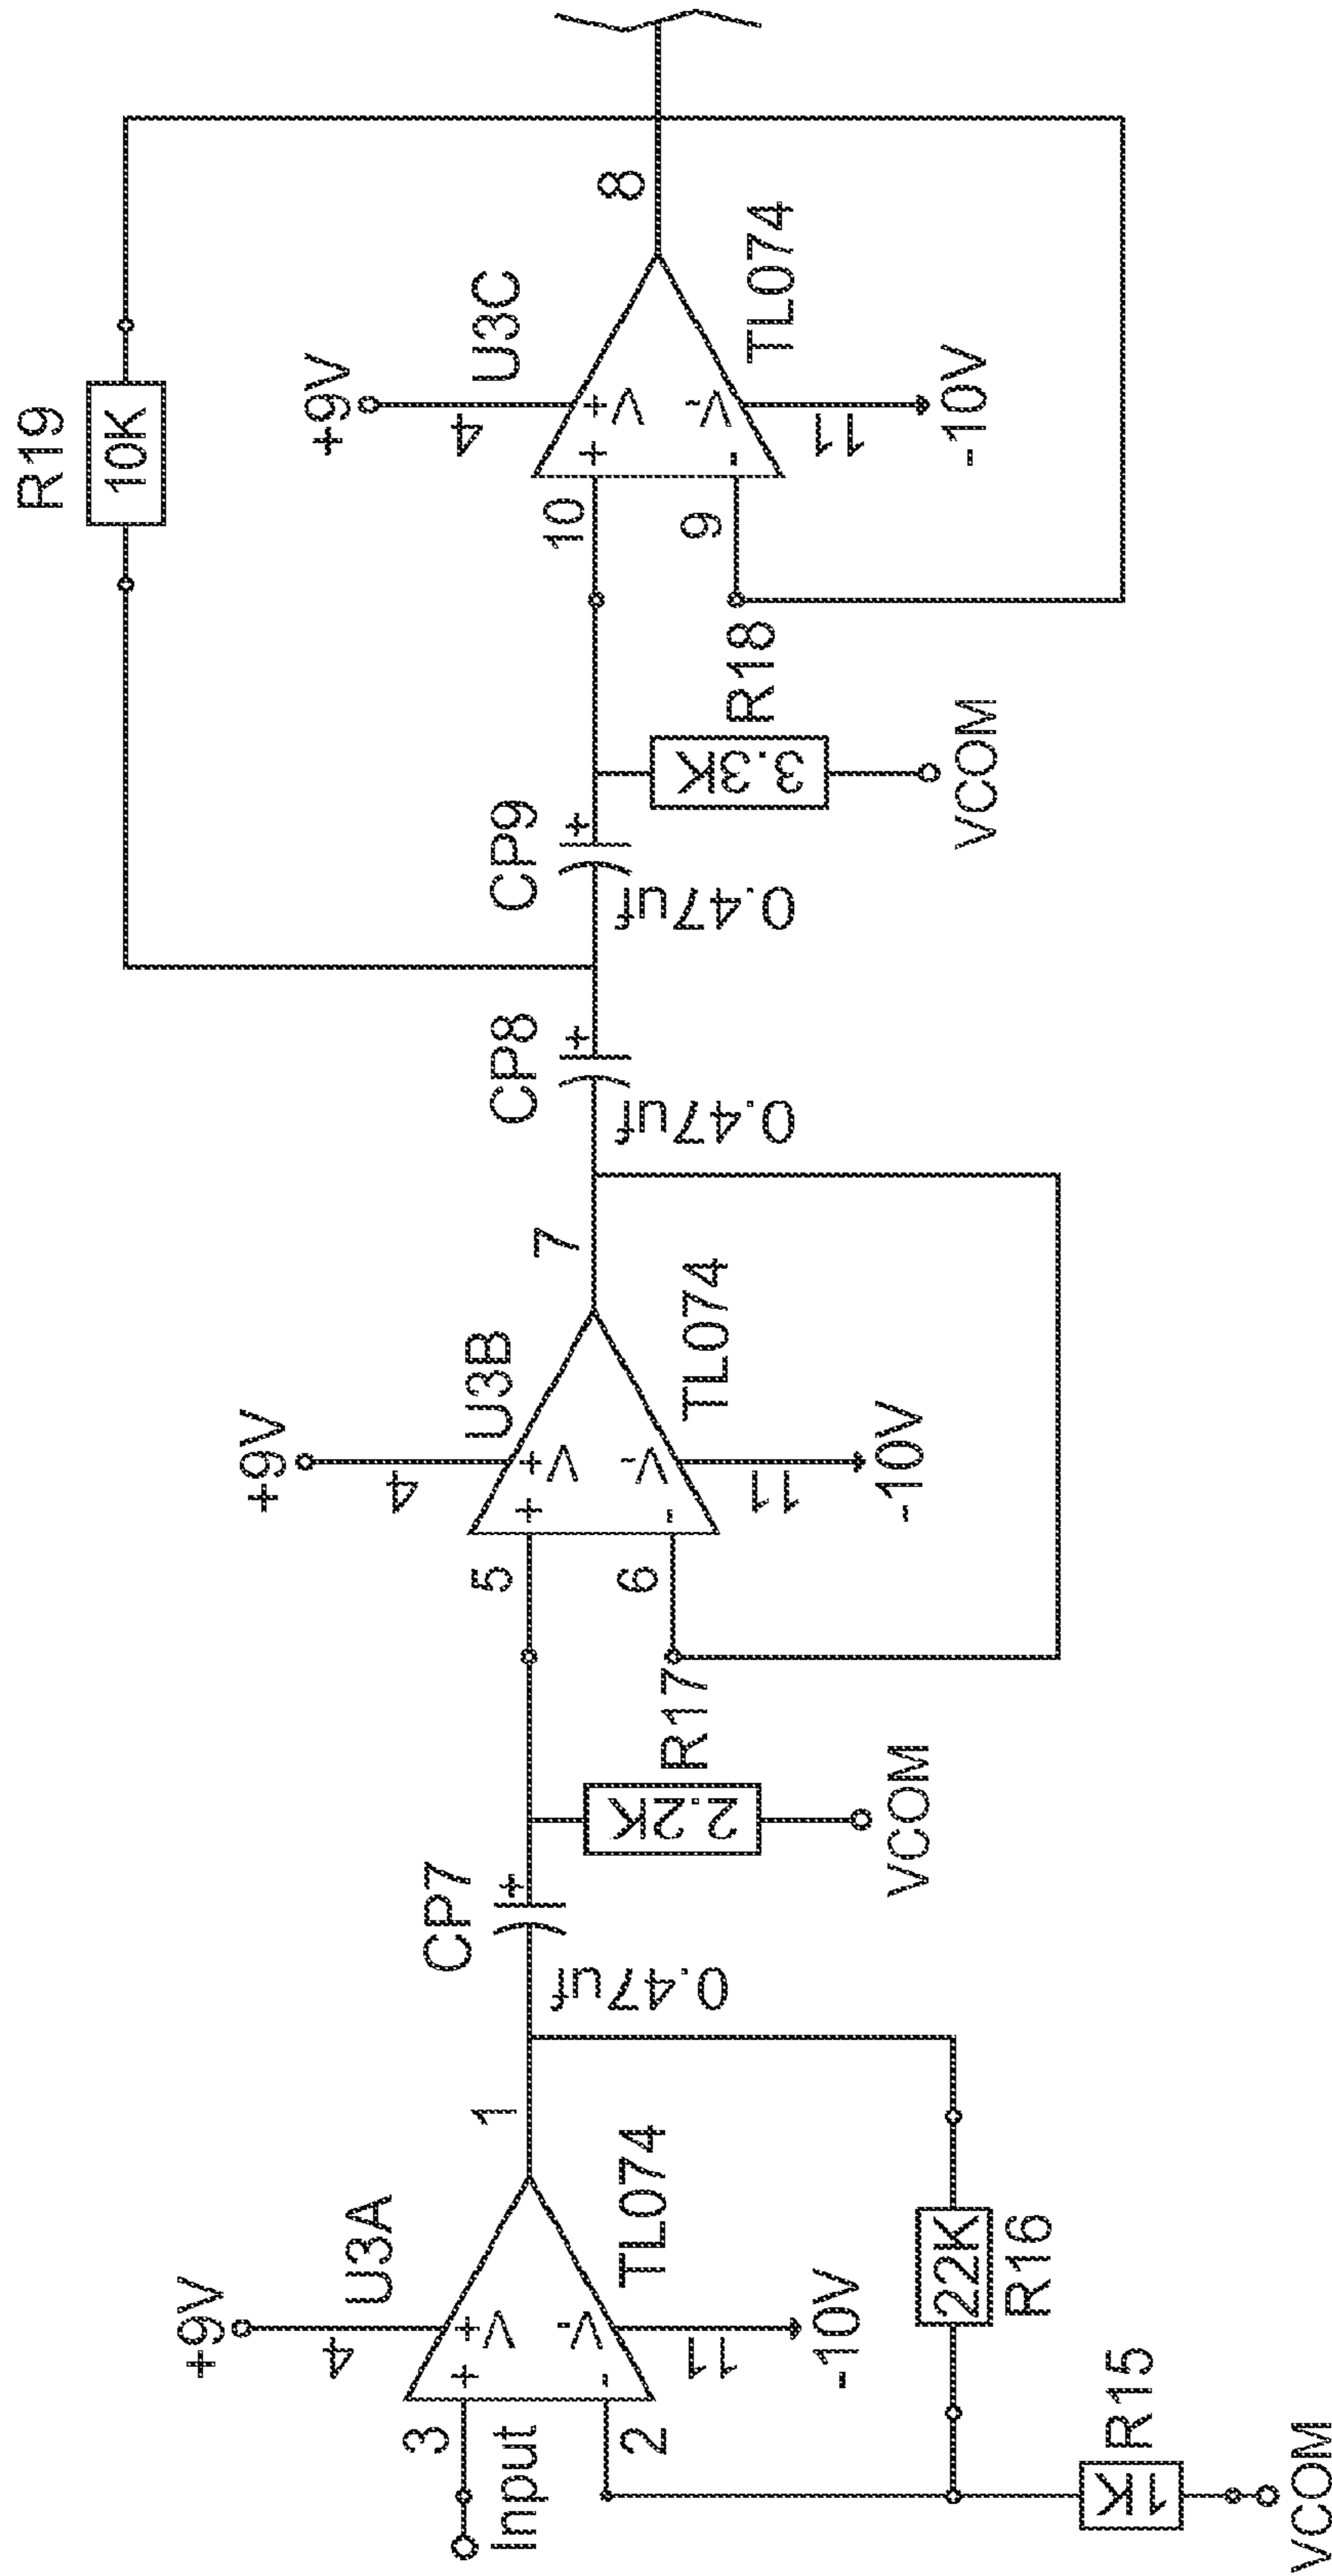 R19
10K
+9V
4
U3C
8
10
+
+
V
V-
-
9
TL074
11
-10V
CP9
+
0.47uf
R18
3.3K
VCOM
CP8
+
0.47uf
+9V
4
U3B
7
5
+
+
V
V-
-
6
TL074
11
-10V
CP7
+
0.47uf
R17
2.2K
VCOM
+9V
4
U3A
1
3
+
+
V
V-
-
2
TL074
11
-10V
Input
22K
R16
R15
1K
VCOM